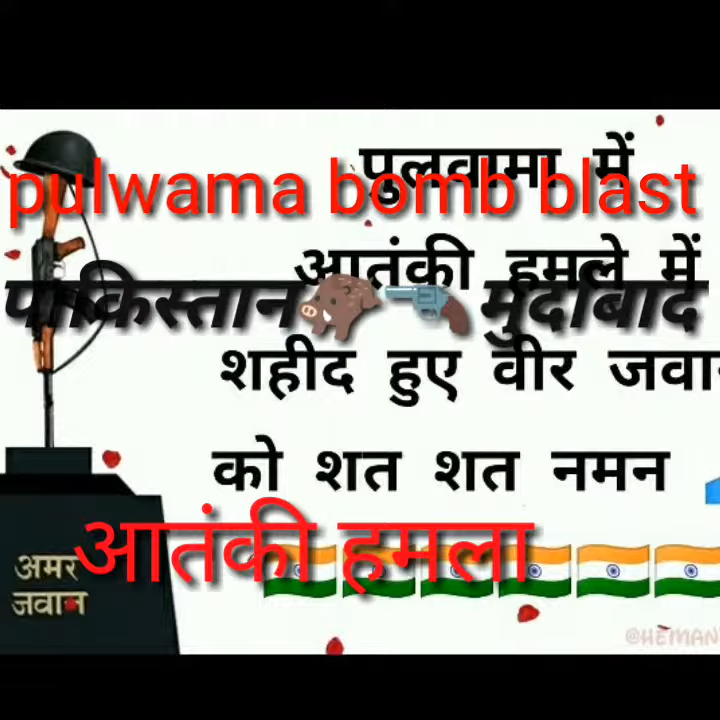 पुलवामा में
pulwama bomb blast
आतंकी हमले में
पाकिस्तान🐗🔫मुर्दाबाद
शहीद हुए वीर जवा
को शत शत नमन
आतंकी हमला
अमर
जवान
@HEMAN